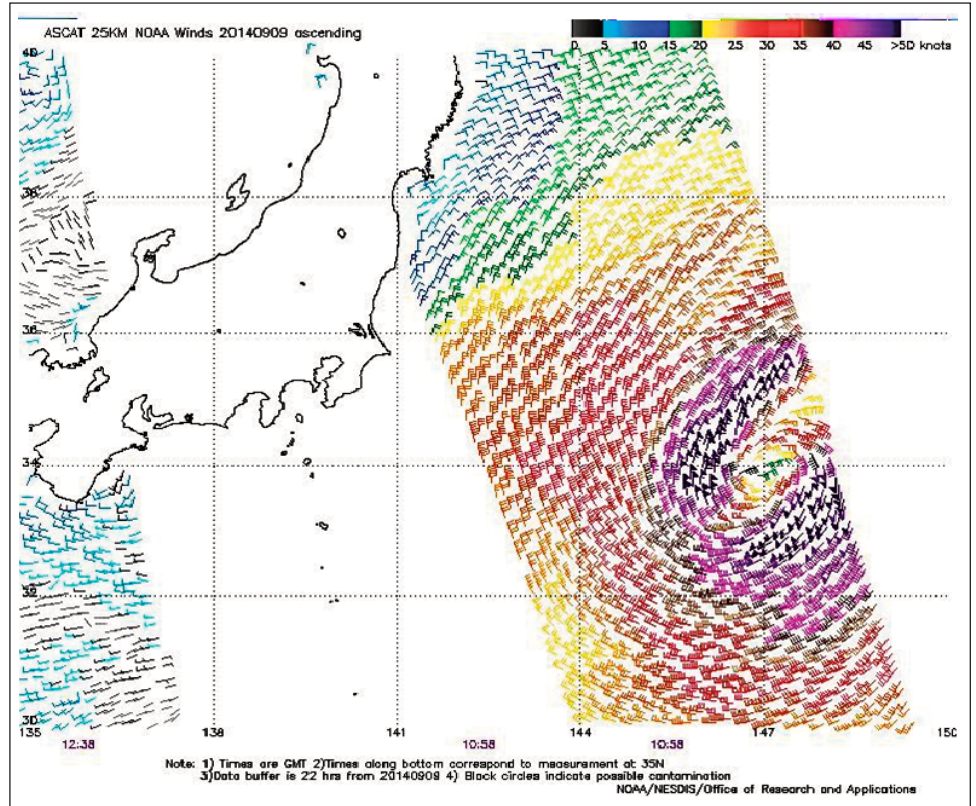 ASCAT 25KM NOAA Winds 20140909 ascending
0 5 10 15 20 25 30 35 40 45 >50 knots
40
38
36
34
32
30
135 138 141 144 147 150
12:38 10:58 10:58
Note: 1) Times are GMT 2)Times along bottom correspond to measurement at 35N
3)Data buffer is 22 hrs from 20140909 4) Black circles indicate possible contamination
NOAA/NESDIS/Office of Research and Applications